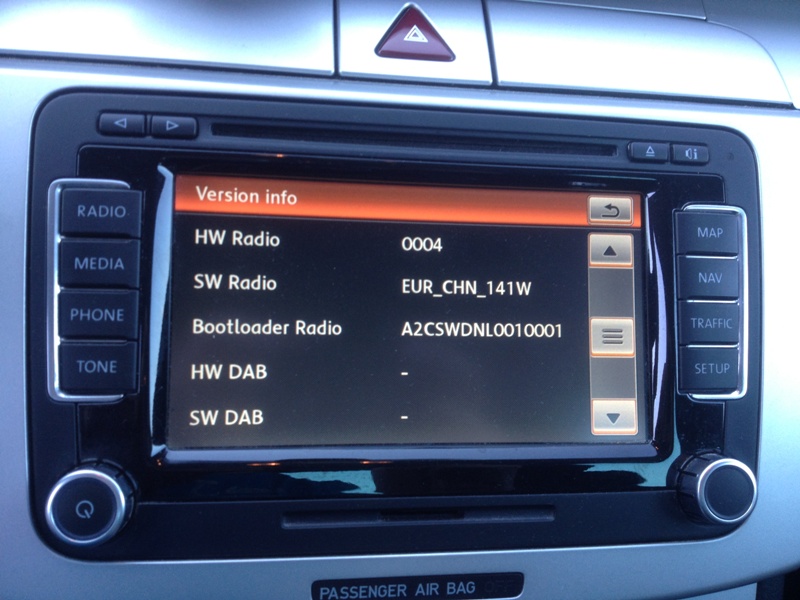 Version info
HW Radio 0004
SW Radio EUR_CHN_141W
Bootloader Radio A2CSWDNL0010001
HW DAB -
SW DAB -
RADIO
MEDIA
PHONE
TONE
MAP
NAV
TRAFFIC
SETUP
PASSENGER AIR BAG